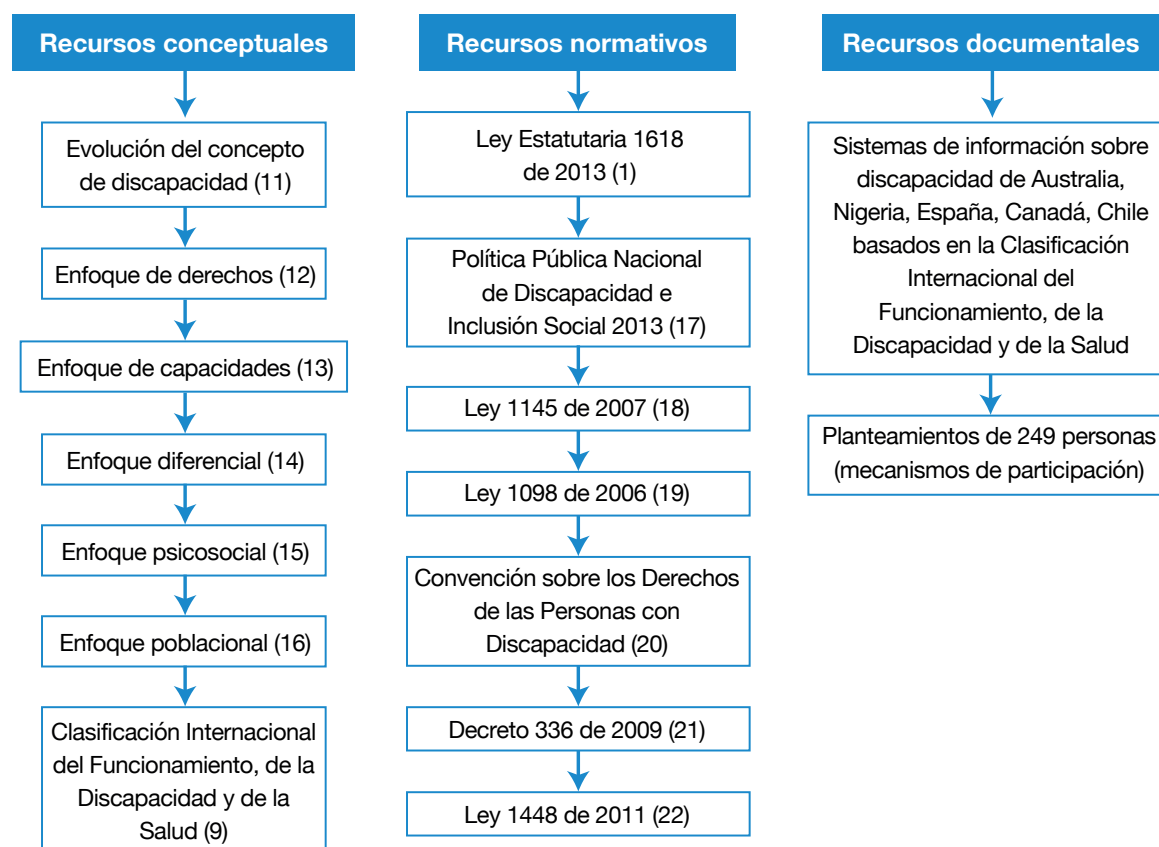 Recursos conceptuales
Evolución del concepto
de discapacidad (11)
Enfoque de derechos (12)
Enfoque de capacidades (13)
Enfoque diferencial (14)
Enfoque psicosocial (15)
Enfoque poblacional (16)
Clasificación Internacional
del Funcionamiento, de la
Discapacidad y de la
Salud (9)
Recursos normativos
Ley Estatutaria 1618
de 2013 (1)
Política Pública Nacional
de Discapacidad e
Inclusión Social 2013 (17)
Ley 1145 de 2007 (18)
Ley 1098 de 2006 (19)
Convención sobre los Derechos
de las Personas con
Discapacidad (20)
Decreto 336 de 2009 (21)
Ley 1448 de 2011 (22)
Recursos documentales
Sistemas de información sobre
discapacidad de Australia,
Nigeria, España, Canadá, Chile
basados en la Clasificación
Internacional del
Funcionamiento, de la
Discapacidad y de la Salud
Planteamientos de 249 personas
(mecanismos de participación)